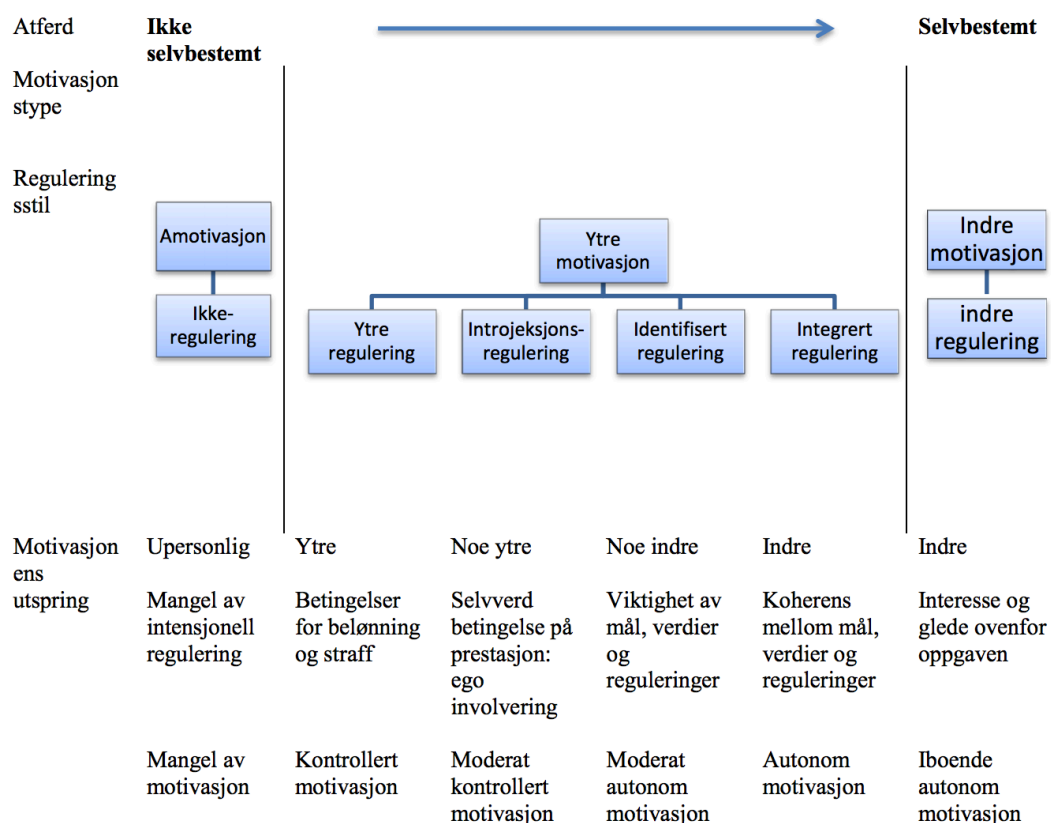 Atferd
Ikke
selvbestemt
Selvbestemt
Motivasjon
stype
Regulering
sstil
Amotivasjon
Ytre
motivasjon
Indre
motivasjon
Ikke-
regulering
Ytre
regulering
Introjeksjons-
regulering
Identifisert
regulering
Integrert
regulering
indre
regulering
Motivasjon
ens
utspring
Upersonlig
Ytre
Noe ytre
Noe indre
Indre
Indre
Mangel av
intensjonell
regulering
Betingelser
for belønning
og straff
Selvverd
betingelse på
prestasjon:
ego
involvering
Viktighet av
mål, verdier
og
reguleringer
Koherens
mellom mål,
verdier og
reguleringer
Interesse og
glede ovenfor
oppgaven
Mangel av
motivasjon
Kontrollert
motivasjon
Moderat
kontrollert
motivasjon
Moderat
autonom
motivasjon
Autonom
motivasjon
Iboende
autonom
motivasjon